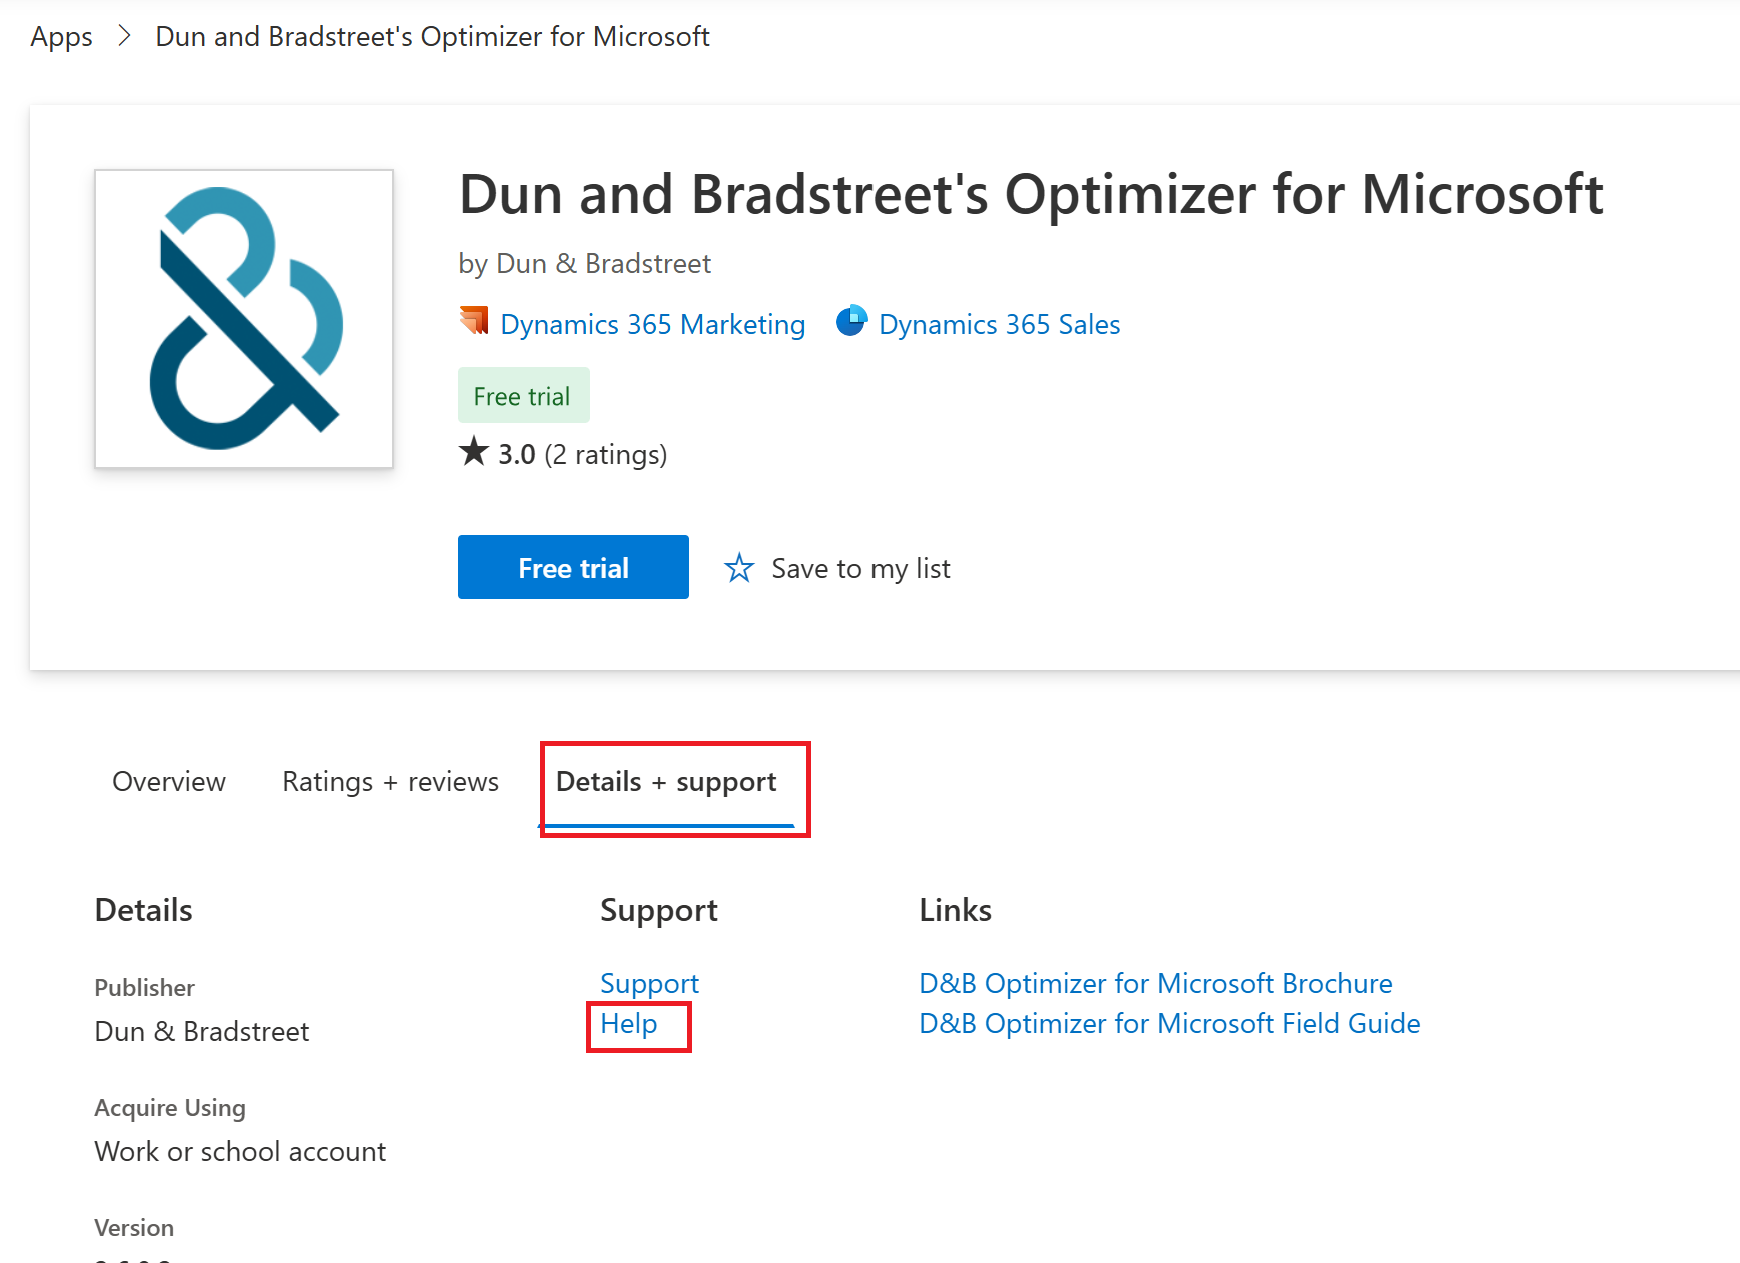 Apps > Dun and Bradstreet's Optimizer for Microsoft
Dun and Bradstreet's Optimizer for Microsoft
by Dun & Bradstreet
Dynamics 365 Marketing Dynamics 365 Sales
Free trial
★ 3.0 (2 ratings)
Free trial ☆ Save to my list
Overview Ratings + reviews Details + support
Details
Publisher
Dun & Bradstreet
Acquire Using
Work or school account
Version
Support
Support
Help
Links
D&B Optimizer for Microsoft Brochure
D&B Optimizer for Microsoft Field Guide